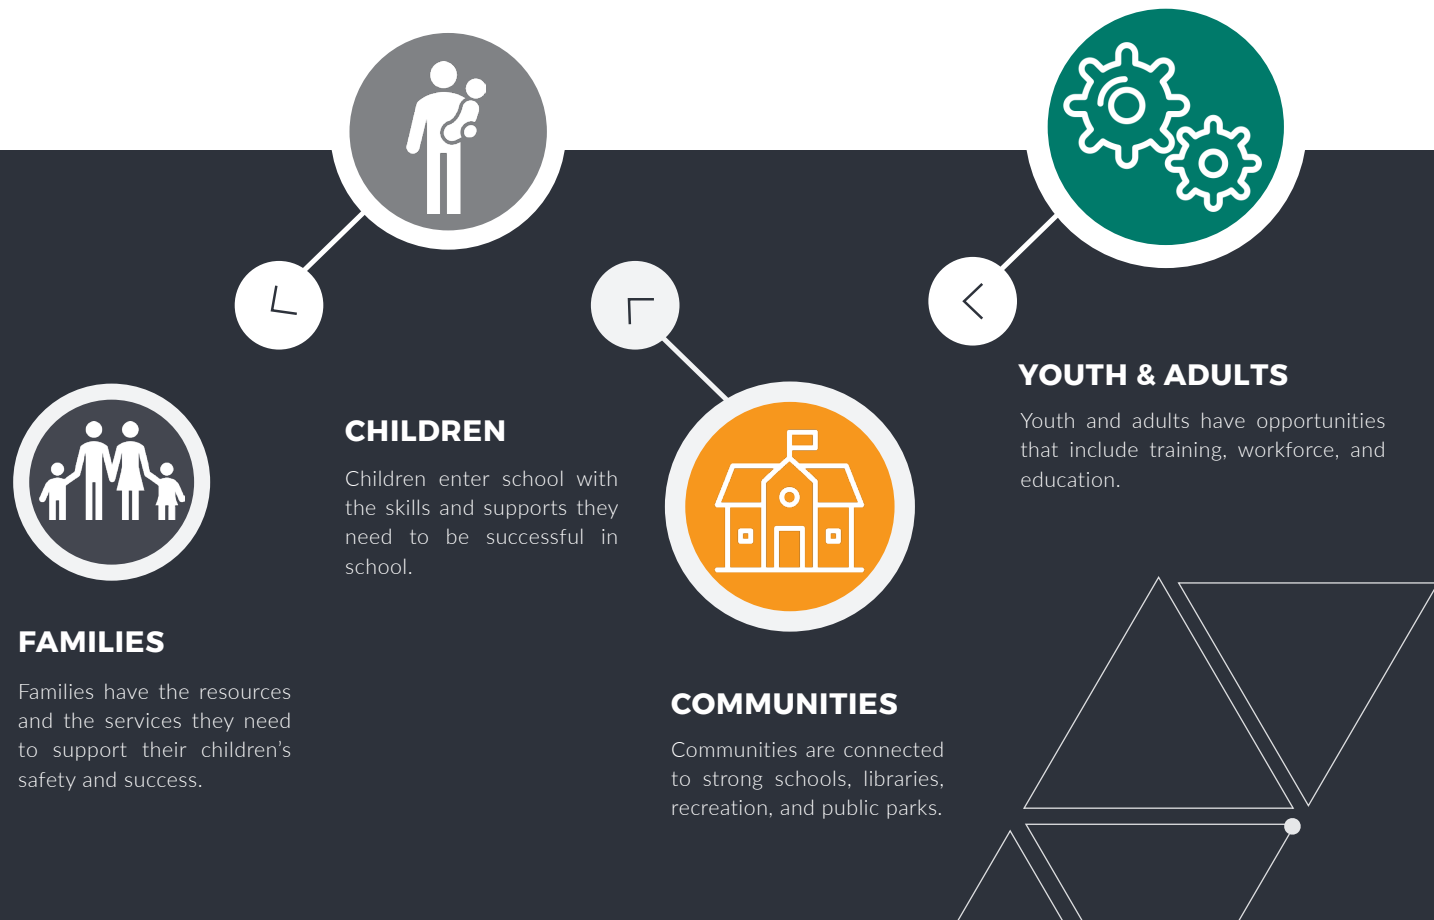 FAMILIES
Families have the resources
and the services they need
to support their children’s
safety and success.
CHILDREN
Children enter school with
the skills and supports they
need to be successful in
school.
COMMUNITIES
Communities are connected
to strong schools, libraries,
recreation, and public parks.
YOUTH & ADULTS
Youth and adults have opportunities
that include training, workforce, and
education.